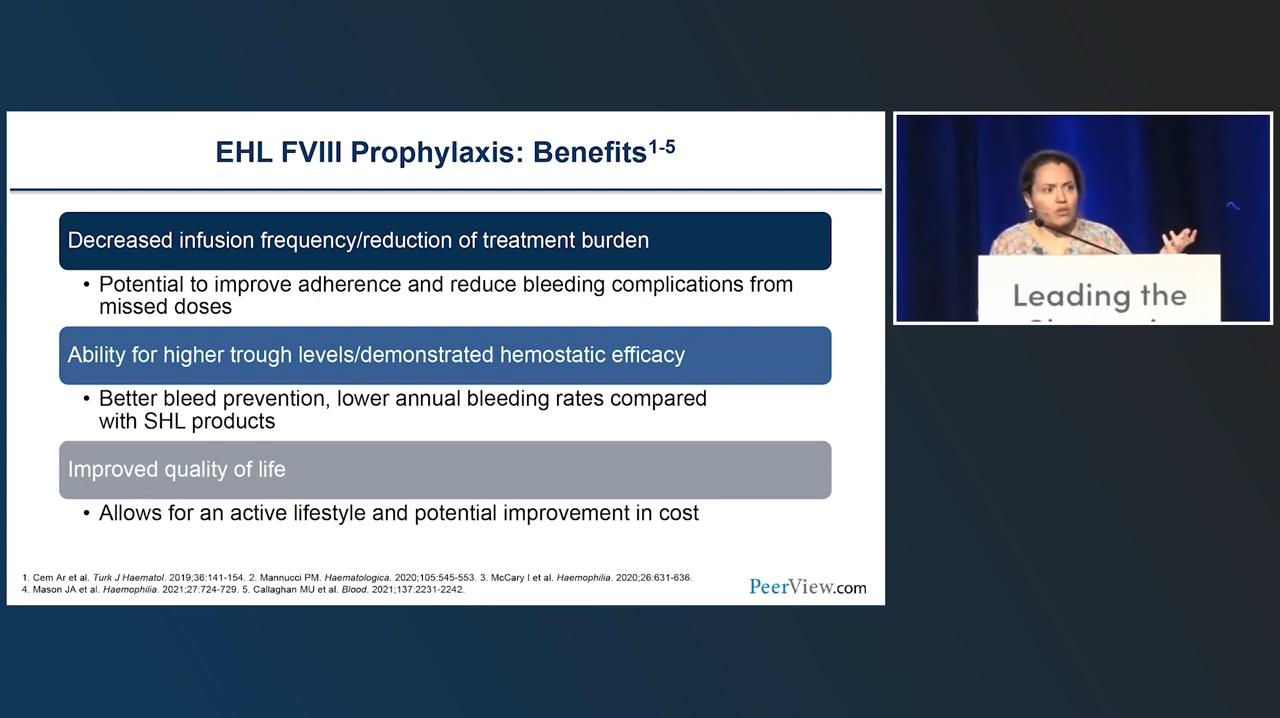 EHL FVIII Prophylaxis: Benefits1-5
Decreased infusion frequency/reduction of treatment burden
• Potential to improve adherence and reduce bleeding complications from
missed doses
Ability for higher trough levels/demonstrated hemostatic efficacy
• Better bleed prevention, lower annual bleeding rates compared
with SHL products
Improved quality of life
• Allows for an active lifestyle and potential improvement in cost
1. Cem Ar et al. Turk J Haematol. 2019;36:141-154. 2. Mannucci PM. Haematologica. 2020;105:545-553. 3. McCary I et al. Haemophilia. 2020;26:631-636.
4. Mason JA et al. Haemophilia. 2021;27:724-729. 5. Callaghan MU et al. Blood. 2021;137:2231-2242.
PeerView.com
Leading the